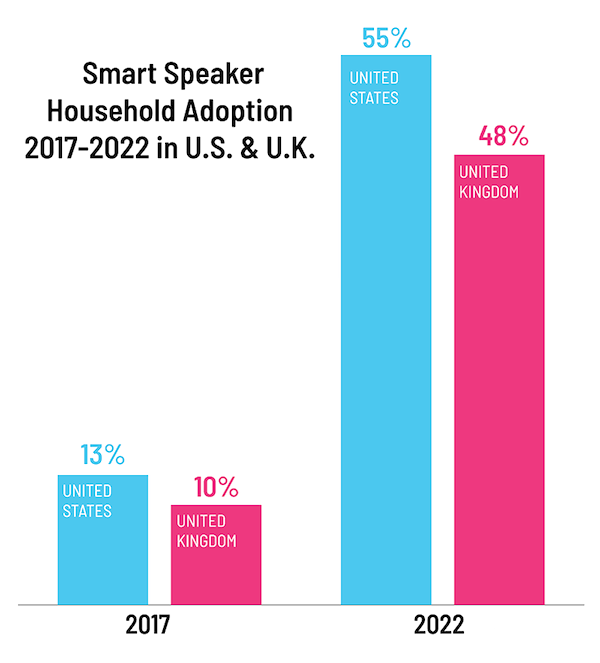 Smart Speaker
Household Adoption
2017-2022 in U.S. & U.K.
13%
UNITED
STATES
10%
UNITED
KINGDOM
55%
UNITED
STATES
48%
UNITED
KINGDOM
2017
2022